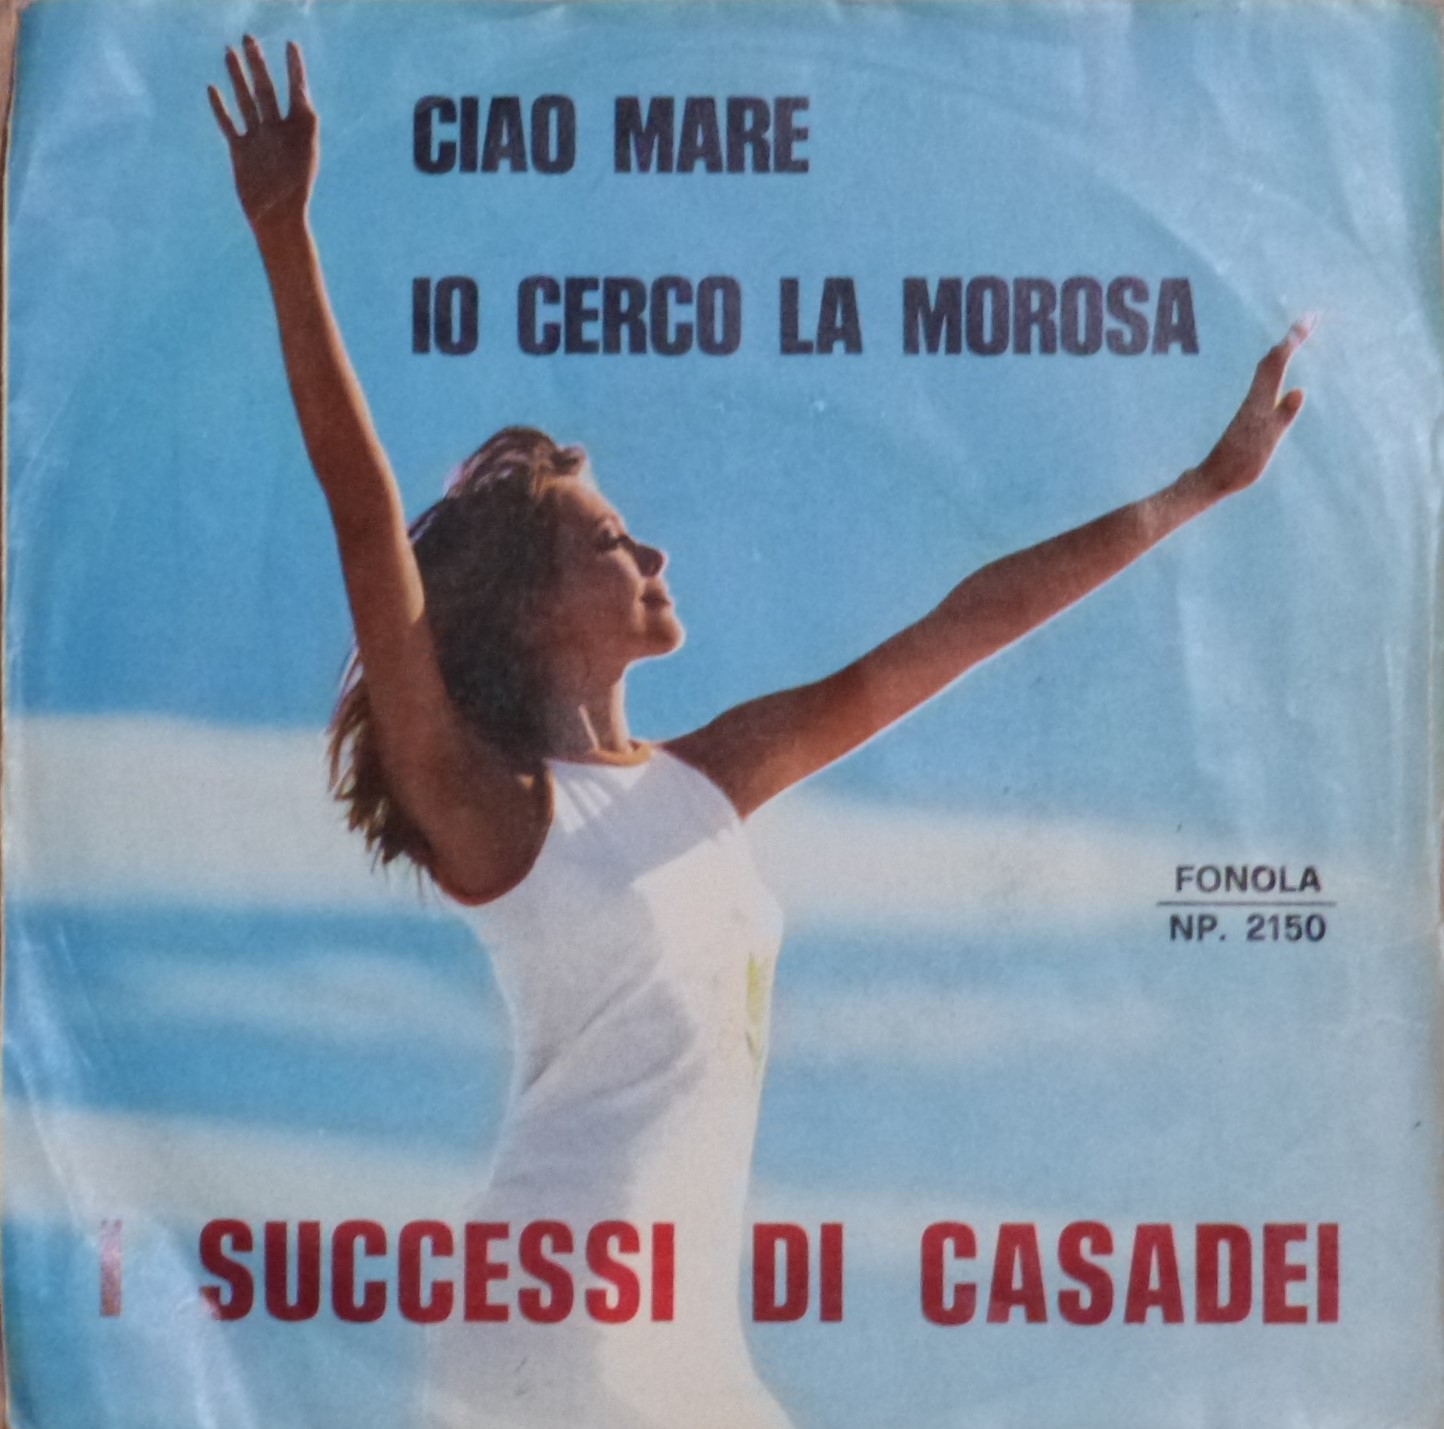 CIAO MARE
IO CERCO LA MOROSA
FONOLA
NP. 2150
I SUCCESSI DI CASADEI